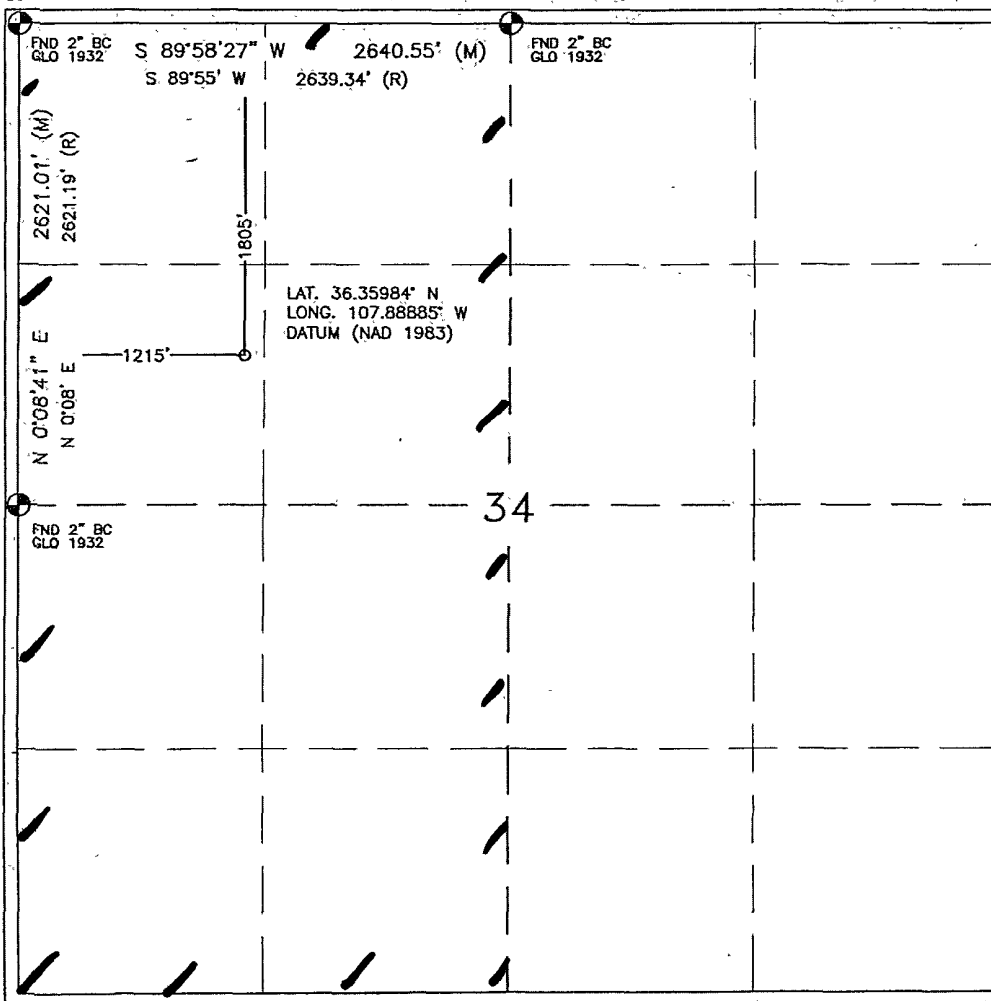 FND 2" BC
GLO 1932
S 89°58'27" W 2640.55' (M)
S 89°55' W 2639.34' (R)
FND 2" BC
GLO 1932
2621.01' (M)
2621.19' (R)
1805'
LAT. 36.35984° N
LONG. 107.88885° W
DATUM (NAD 1983)
1215'
N 0°08'41" E
N 0°08' E
34
FND 2" BC
GLO 1932